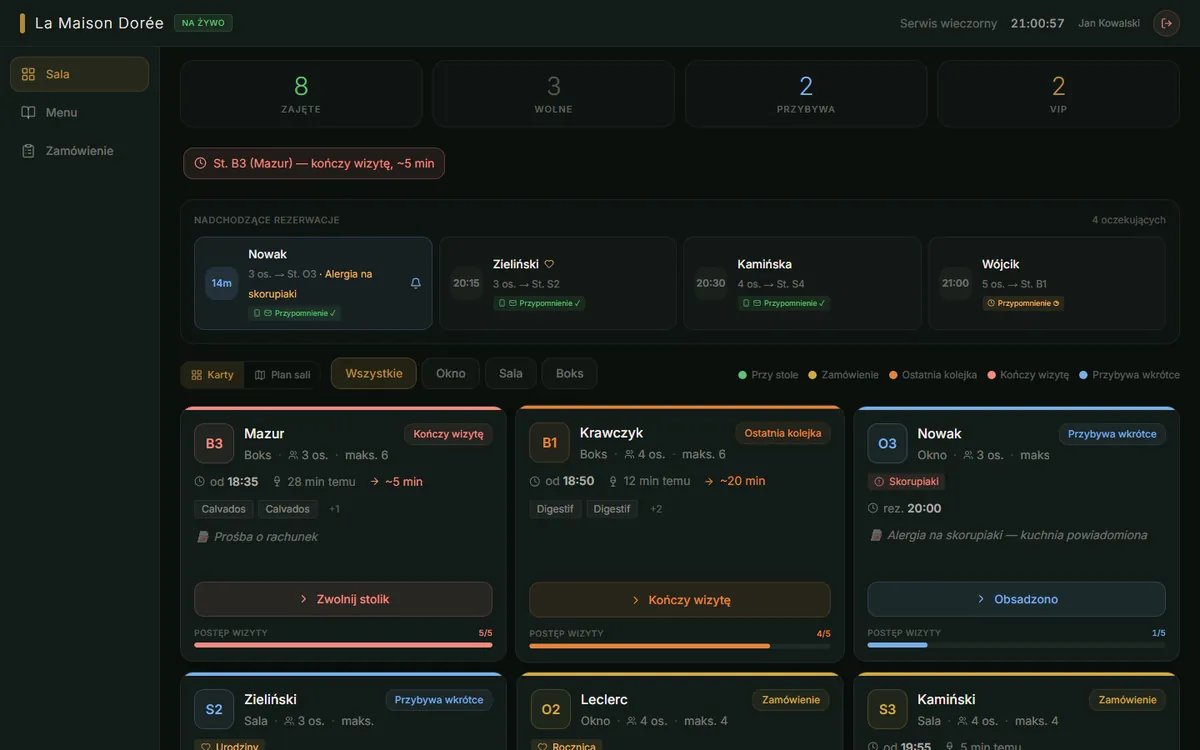 La Maison Dorée NA ŻYWO Serwis wieczorny 21:00:57 Jan Kowalski
Sala
Menu
Zamówienie
8 3 2 2
ZAJĘTE WOLNE PRZYBYWA VIP
St. B3 (Mazur) — kończy wizytę, ~5 min
NADCHODZĄCE REZERWACJE 4 oczekujących
14m
Nowak
3 os. → St. O3 · Alergia na
skorupiaki
Przypomnienie ✓
20:15
Zieliński
3 os. → St. S2
Przypomnienie ✓
20:30
Kamińska
4 os. → St. S4
Przypomnienie ✓
21:00
Wójcik
5 os. → St. B1
Przypomnienie
Karty Plan sali Wszystkie Okno Sala Boks Przy stole Zamówienie Ostatnia kolejka Kończy wizytę Przybywa wkrótce
B3 Mazur Kończy wizytę
Boks · 3 os. · maks. 6
od 18:35 28 min temu → ~5 min
Calvados Calvados +1
Prośba o rachunek
Zwolnij stolik
POSTĘP WIZYTY 5/5
B1 Krawczyk Ostatnia kolejka
Boks · 4 os. · maks. 6
od 18:50 12 min temu → ~20 min
Digestif Digestif +2
Kończy wizytę
POSTĘP WIZYTY 4/5
O3 Nowak Przybywa wkrótce
Okno · 3 os. · maks
Skorupiaki
rez. 20:00
Alergia na skorupiaki — kuchnia powiadomiona
Obsadzono
POSTĘP WIZYTY 1/5
S2 Zieliński Przybywa wkrótce
Sala · 3 os. · maks.
Urodziny
O2 Leclerc Zamówienie
Okno · 4 os. · maks. 4
Rocznica
S3 Kamiński Zamówienie
Sala · 4 os. · maks. 4
od 19:55 5 min temu